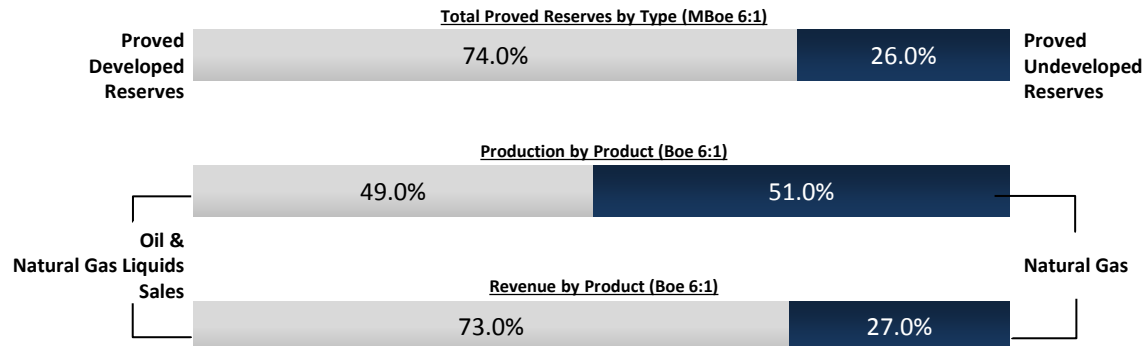 Total Proved Reserves by Type (MBoe 6:1)
Proved
Developed
Reserves
74.0%
26.0%
Proved
Undeveloped
Reserves
Production by Product (Boe 6:1)
49.0%
51.0%
Oil &
Natural Gas Liquids
Sales
Natural Gas
Revenue by Product (Boe 6:1)
73.0%
27.0%